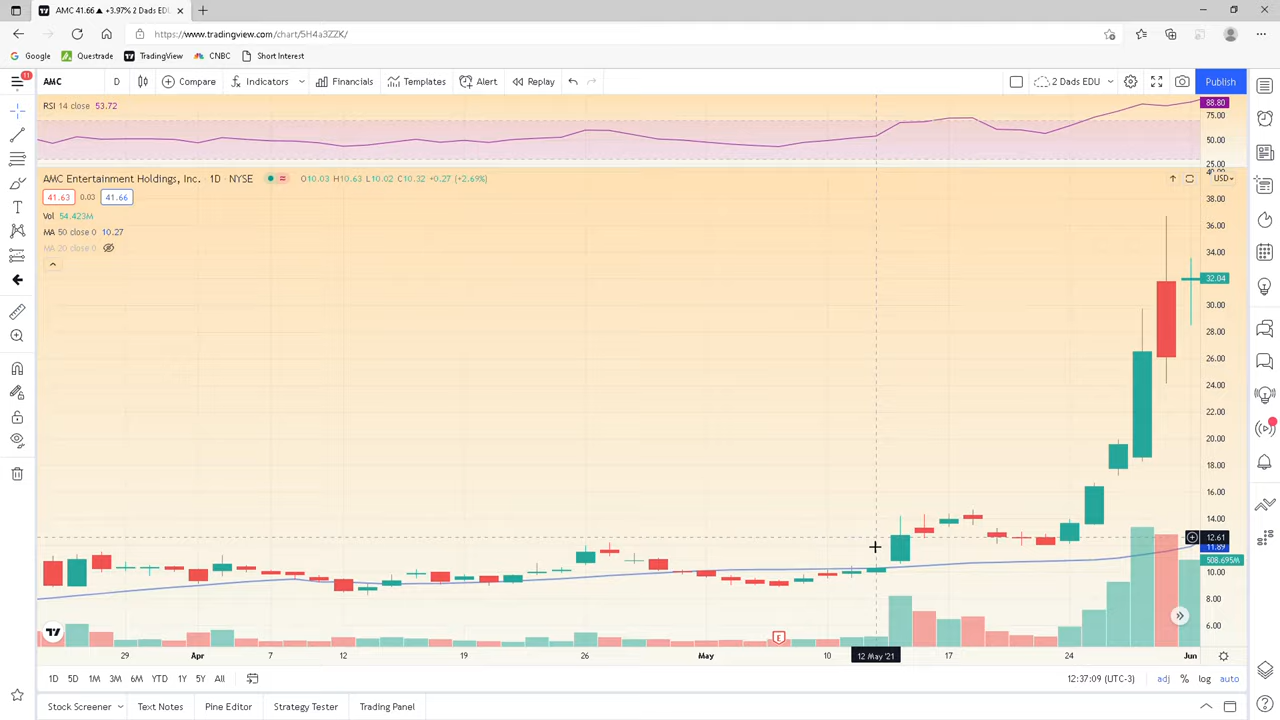 AMC 41.66 ▲ +3.97% 2 Dads EDU
https://www.tradingview.com/chart/5H4a3ZZK/
Google Questrade TradingView CNBC Short Interest
11
AMC D Compare Indicators Financials Templates Alert Replay 2 Dads EDU Publish
RSI 14 close 53.72
88.80
75.00
50.00
25.00
40.00
AMC Entertainment Holdings, Inc. · 1D · NYSE O10.03 H10.63 L10.02 C10.32 +0.27 (+2.69%) USD
41.63 0.03 41.66
38.00
Vol 54.423M
36.00
MA 50 close 0 10.27
MA 20 close 0
34.00
32.04
30.00
28.00
26.00
24.00
22.00
20.00
18.00
16.00
14.00
12.61
11.89
508.695M
10.00
8.00
6.00
E
29 Apr 7 12 19 26 May 10 12 May '21 17 24 Jun
1D 5D 1M 3M 6M YTD 1Y 5Y All 12:37:09 (UTC-3) adj % log auto
Stock Screener Text Notes Pine Editor Strategy Tester Trading Panel